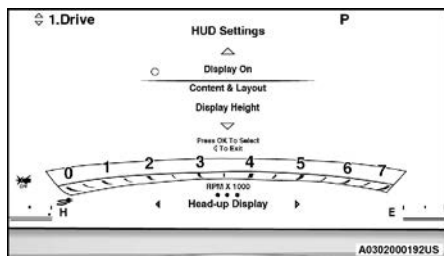 1.Drive P
HUD Settings
Display On
Content & Layout
Display Height
Press OK To Select
To Exit
0 1 2 3 4 5 6 7
RPM X 1000
H Head-up Display E
A0302000192US